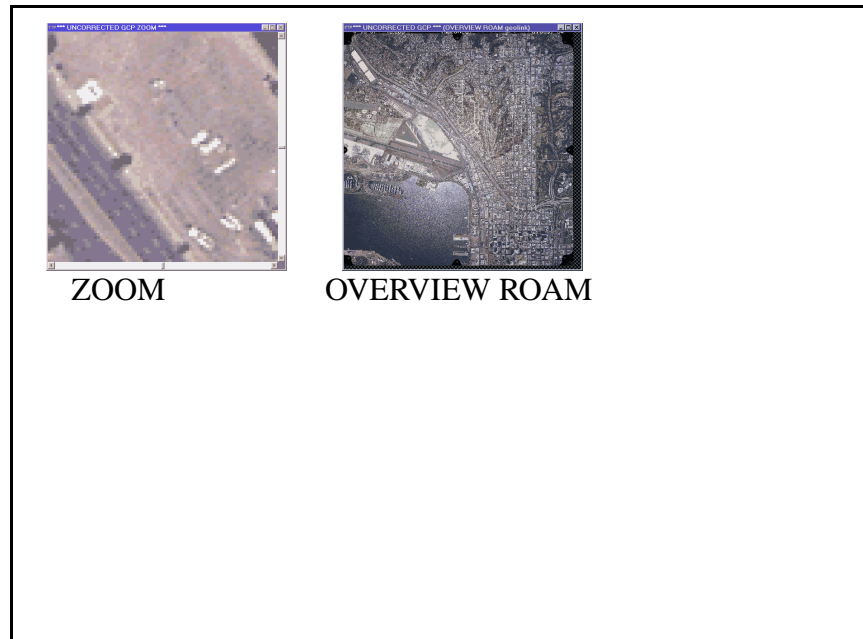 *** UNCORRECTED GCP ZOOM ***
*** UNCORRECTED GCP *** (OVERVIEW ROAM geolink)
ZOOM
OVERVIEW ROAM